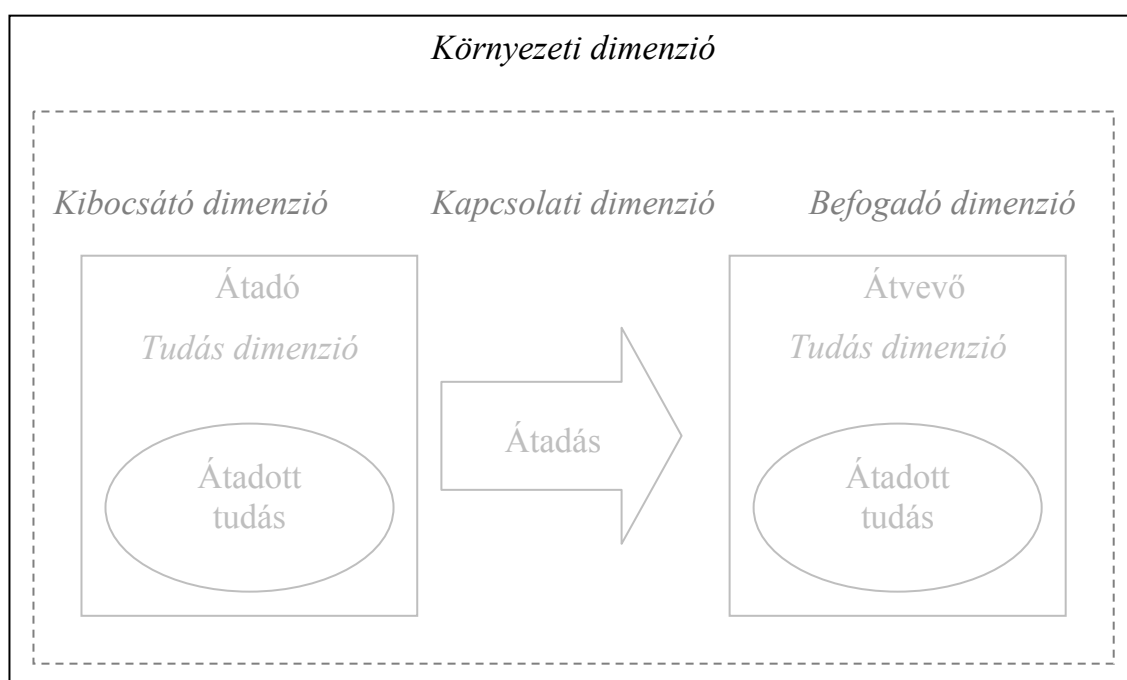 Környezeti dimenzió
Kibocsátó dimenzió
Kapcsolati dimenzió
Befogadó dimenzió
Átadó
Tudás dimenzió
Átadott
tudás
Átadás
Átvevő
Tudás dimenzió
Átadott
tudás